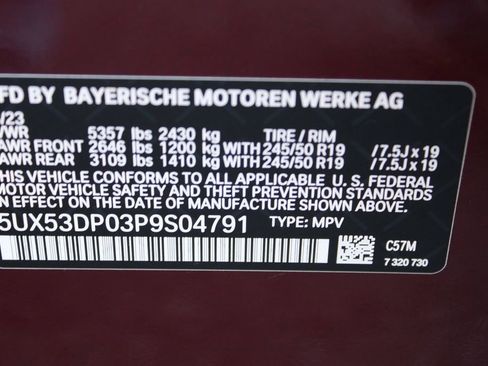 FD BY BAYERISCHE MOTOREN WERKE AG
/23
VWR 5357 lbs 2430 kg TIRE / RIM
AWR FRONT 2646 lbs 1200 kg WITH 245/50 R19 /7.5J x 19
AWR REAR 3109 lbs 1410 kg WITH 245/50 R19 /7.5J x 19
THIS VEHICLE CONFORMS TO ALL APPLICABLE U. S. FEDERAL
MOTOR VEHICLE SAFETY AND THEFT PREVENTION STANDARDS
IN EFFECT ON THE DATE OF MANUFACTURE SHOWN ABOVE.
5UX53DP03P9S04791 TYPE: MPV
C57M
7 320 730